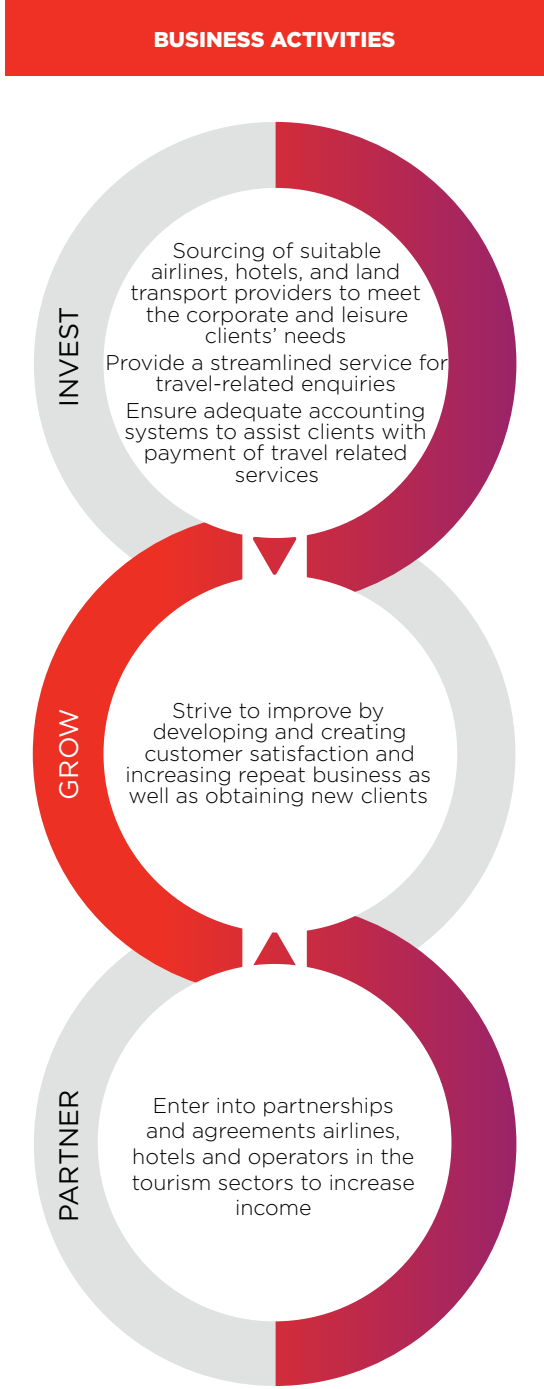 BUSINESS ACTIVITIES
INVEST
Sourcing of suitable
airlines, hotels, and land
transport providers to meet
the corporate and leisure
clients’ needs
Provide a streamlined service for
travel-related enquiries
Ensure adequate accounting
systems to assist clients with
payment of travel related
services
GROW
Strive to improve by
developing and creating
customer satisfaction and
increasing repeat business as
well as obtaining new clients
PARTNER
Enter into partnerships
and agreements airlines,
hotels and operators in the
tourism sectors to increase
income